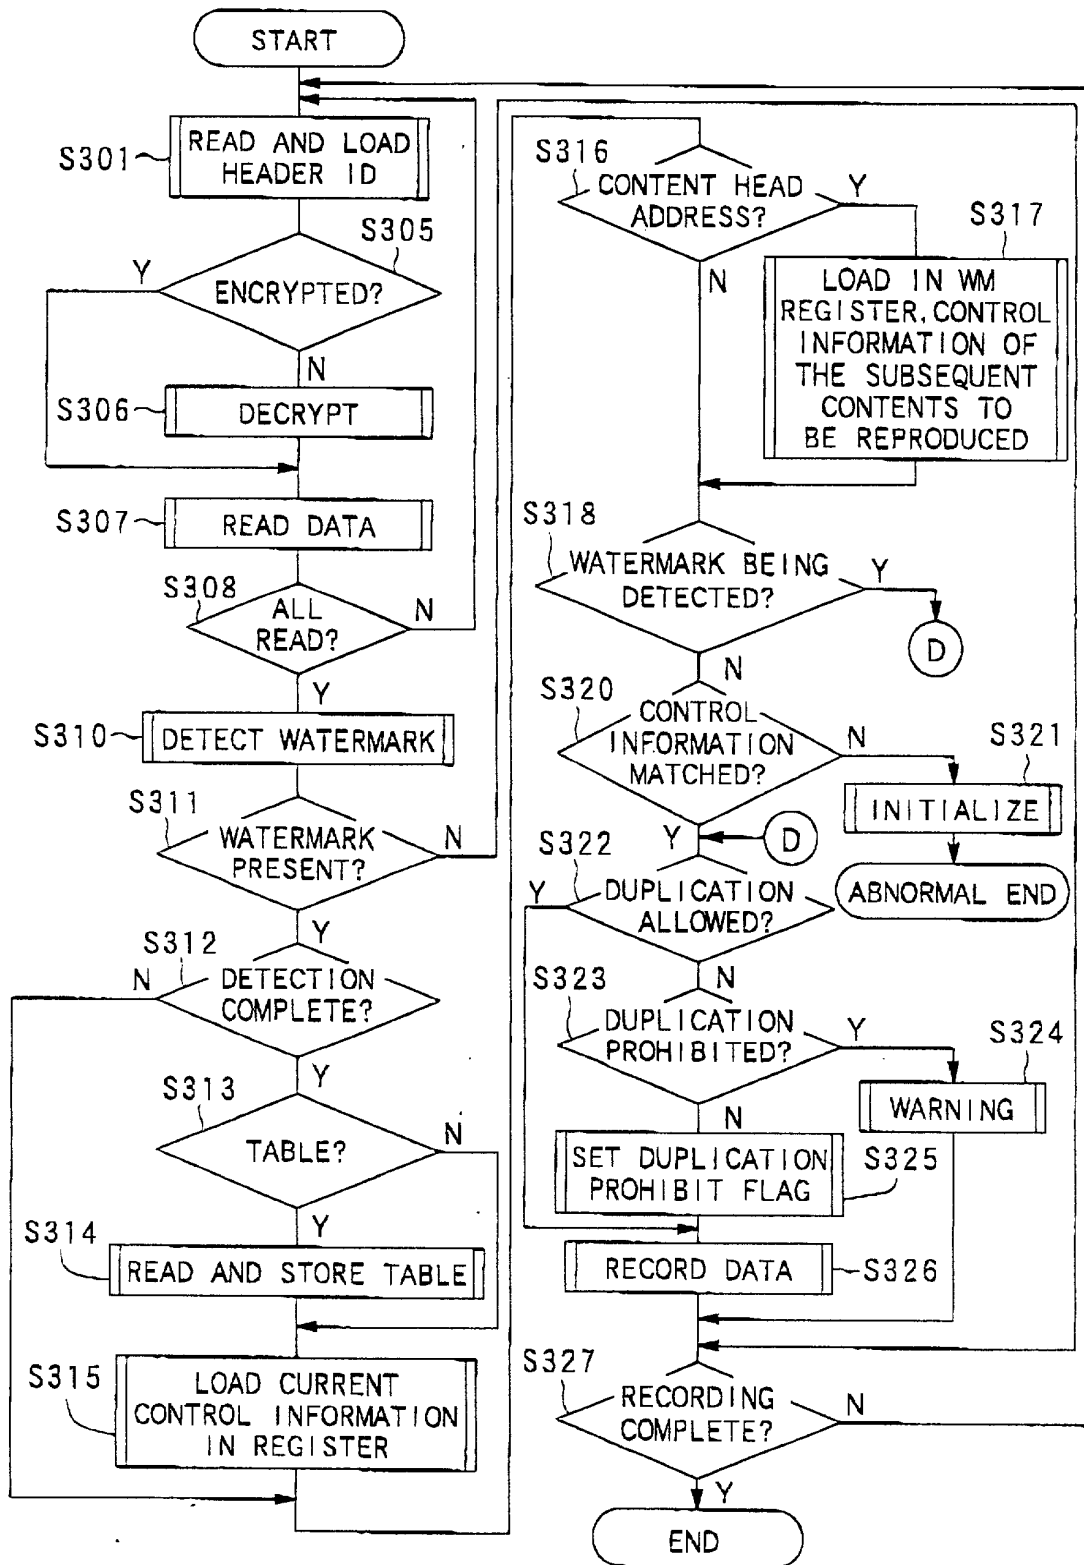 START
S301
READ AND LOAD
HEADER ID
S305
Y
ENCRYPTED?
N
S306
DECRYPT
S307
READ DATA
S308
ALL
READ?
N
Y
S310
DETECT WATERMARK
S311
WATERMARK
PRESENT?
N
Y
S312
N
DETECTION
COMPLETE?
Y
S313
TABLE?
N
Y
S314
READ AND STORE TABLE
S315
LOAD CURRENT
CONTROL INFORMATION
IN REGISTER
S316
CONTENT HEAD
ADDRESS?
Y
N
S317
LOAD IN WM
REGISTER, CONTROL
INFORMATION OF
THE SUBSEQUENT
CONTENTS TO
BE REPRODUCED
S318
WATERMARK BEING
DETECTED?
Y
D
N
S320
CONTROL
INFORMATION
MATCHED?
N
S321
INITIALIZE
ABNORMAL END
Y
D
S322
Y
DUPLICATION
ALLOWED?
N
S323
DUPLICATION
PROHIBITED?
Y
S324
WARNING
N
SET DUPLICATION
PROHIBIT FLAG
S325
RECORD DATA
S326
S327
RECORDING
COMPLETE?
N
Y
END